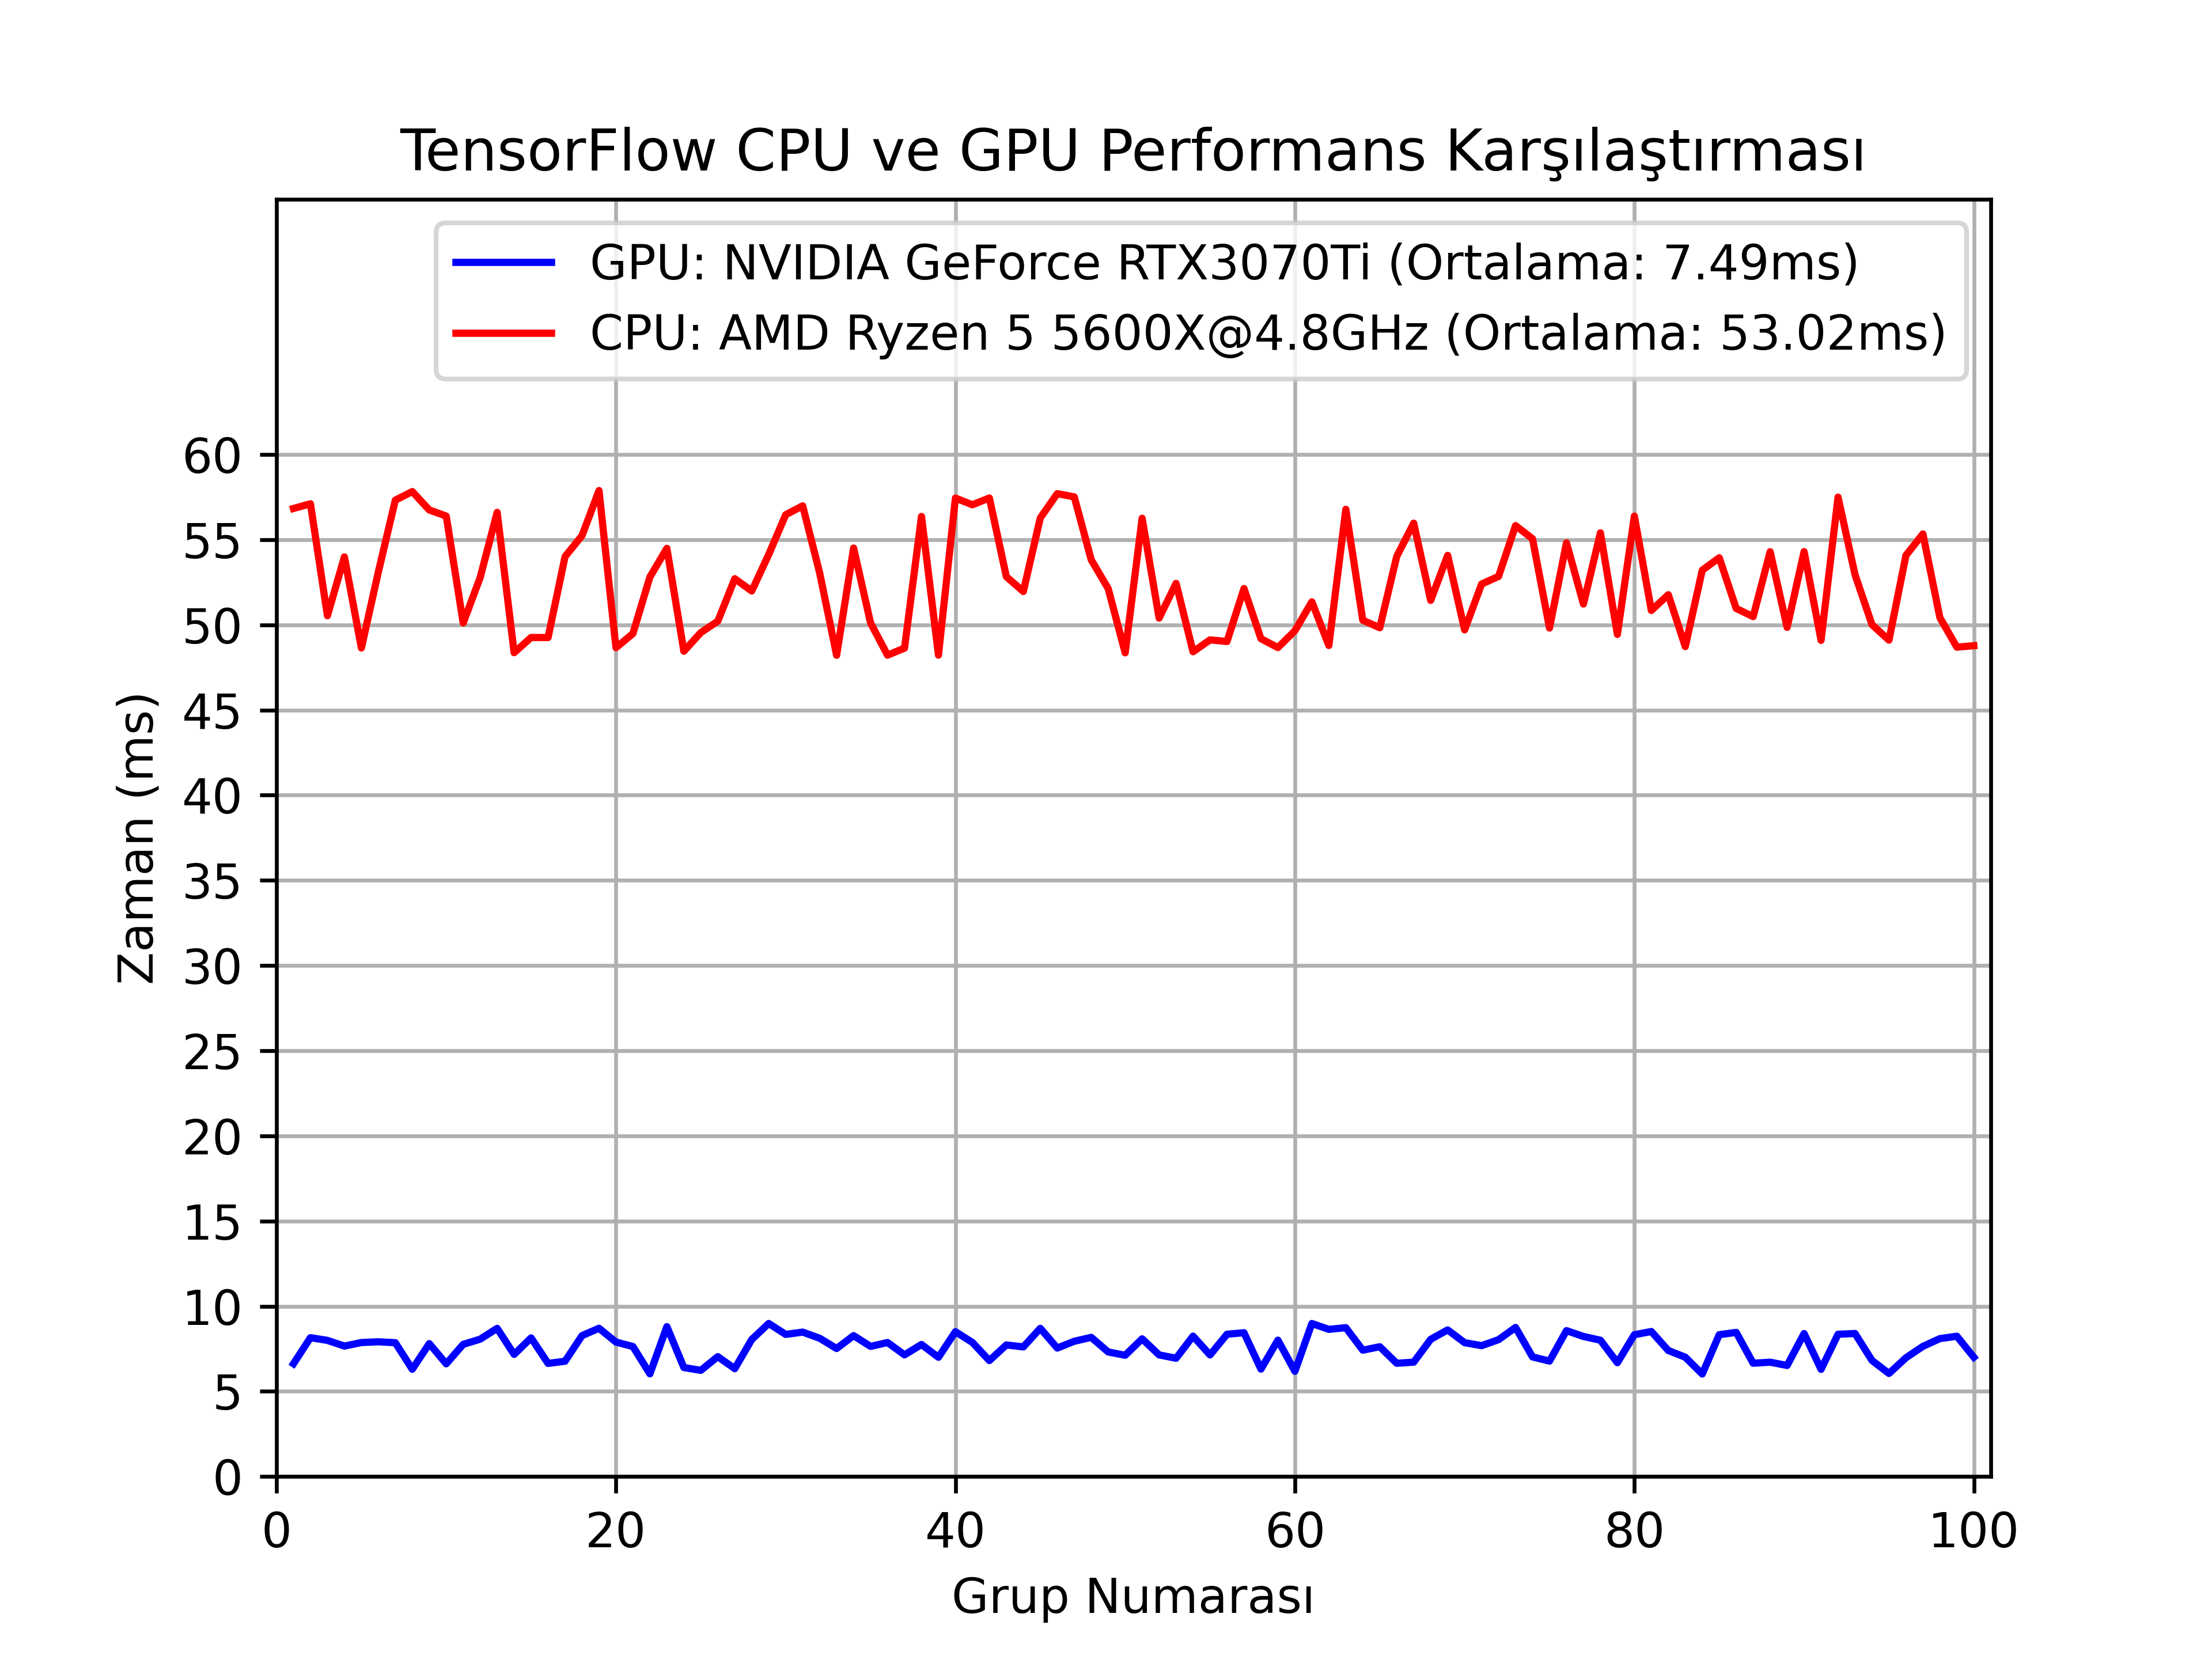 TensorFlow CPU ve GPU Performans Karşılaştırması
GPU: NVIDIA GeForce RTX3070Ti (Ortalama: 7.49ms)
CPU: AMD Ryzen 5 5600X@4.8GHz (Ortalama: 53.02ms)
Zaman (ms)
60
55
50
45
40
35
30
25
20
15
10
5
0
0 20 40 60 80 100
Grup Numarası